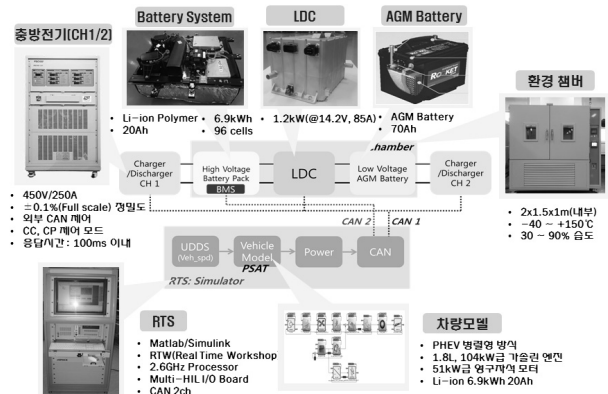 충방전기(CH1/2)
Battery System
LDC
AGM Battery
환경 챔버
ROCKET
• Li-ion Polymer • 6.9kWh
• 20Ah • 96 cells
• 1.2kW(@14.2V, 85A)
• AGM Battery
• 70Ah
Chamber
Charger
/Discharger
CH 1
High Voltage
Battery Pack
BMS
LDC
Low Voltage
AGM Battery
Charger
/Discharger
CH 2
• 450V/250A
• ±0.1%(Full scale) 정밀도
• 외부 CAN 제어
• CC, CP 제어 모드
• 응답시간 : 100ms 이내
• 2x1.5x1m(내부)
• -40 ~ +150℃
• 30 ~ 90% 습도
CAN 2
CAN 1
UDDS
(Veh_spd)
Vehicle
Model
Power
CAN
PSAT
RTS: Simulator
RTS
• Matlab/Simulink
• RTW(Real Time Workshop
• 2.6GHz Processor
• Multi-HIL I/O Board
• CAN 2ch
차량모델
• PHEV 병렬형 방식
• 1.8L, 104kW급 가솔린 엔진
• 51kW급 영구자석 모터
• Li-ion 6.9kWh 20Ah